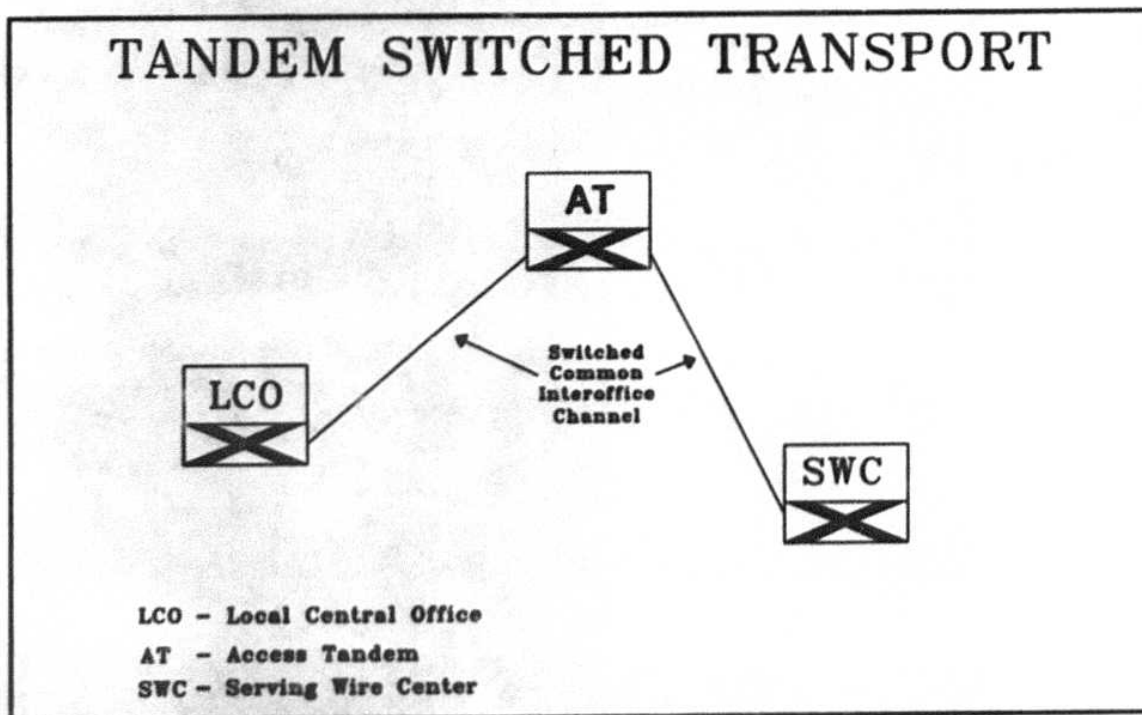 TANDEM SWITCHED TRANSPORT
AT
Switched
Common
Interoffice
Channel
LCO
SWC
LCO - Local Central Office
AT - Access Tandem
SWC - Serving Wire Center